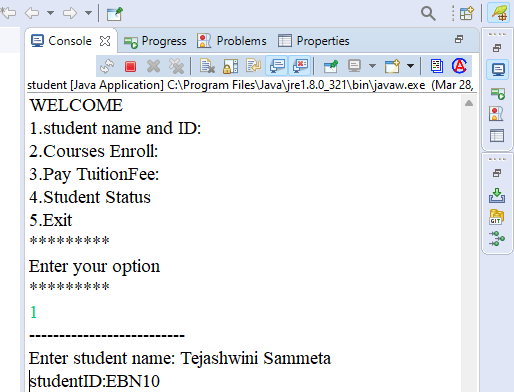 Console
Progress
Problems
Properties
student [Java Application] C:\Program Files\Java\jre1.8.0_321\bin\javaw.exe (Mar 28,
WELCOME
1.student name and ID:
2.Courses Enroll:
3.Pay TuitionFee:
4.Student Status
5.Exit
*********
Enter your option
*********
1
--------------------------
Enter student name: Tejashwini Sammeta
studentID:EBN10